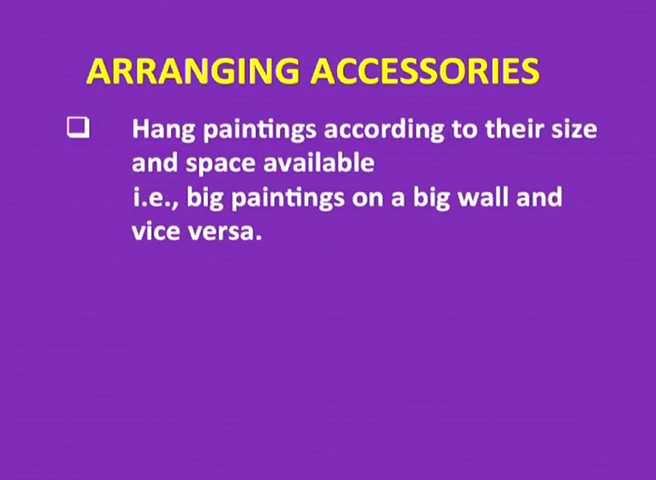 ARRANGING ACCESSORIES
❑ Hang paintings according to their size
and space available
i.e., big paintings on a big wall and
vice versa.